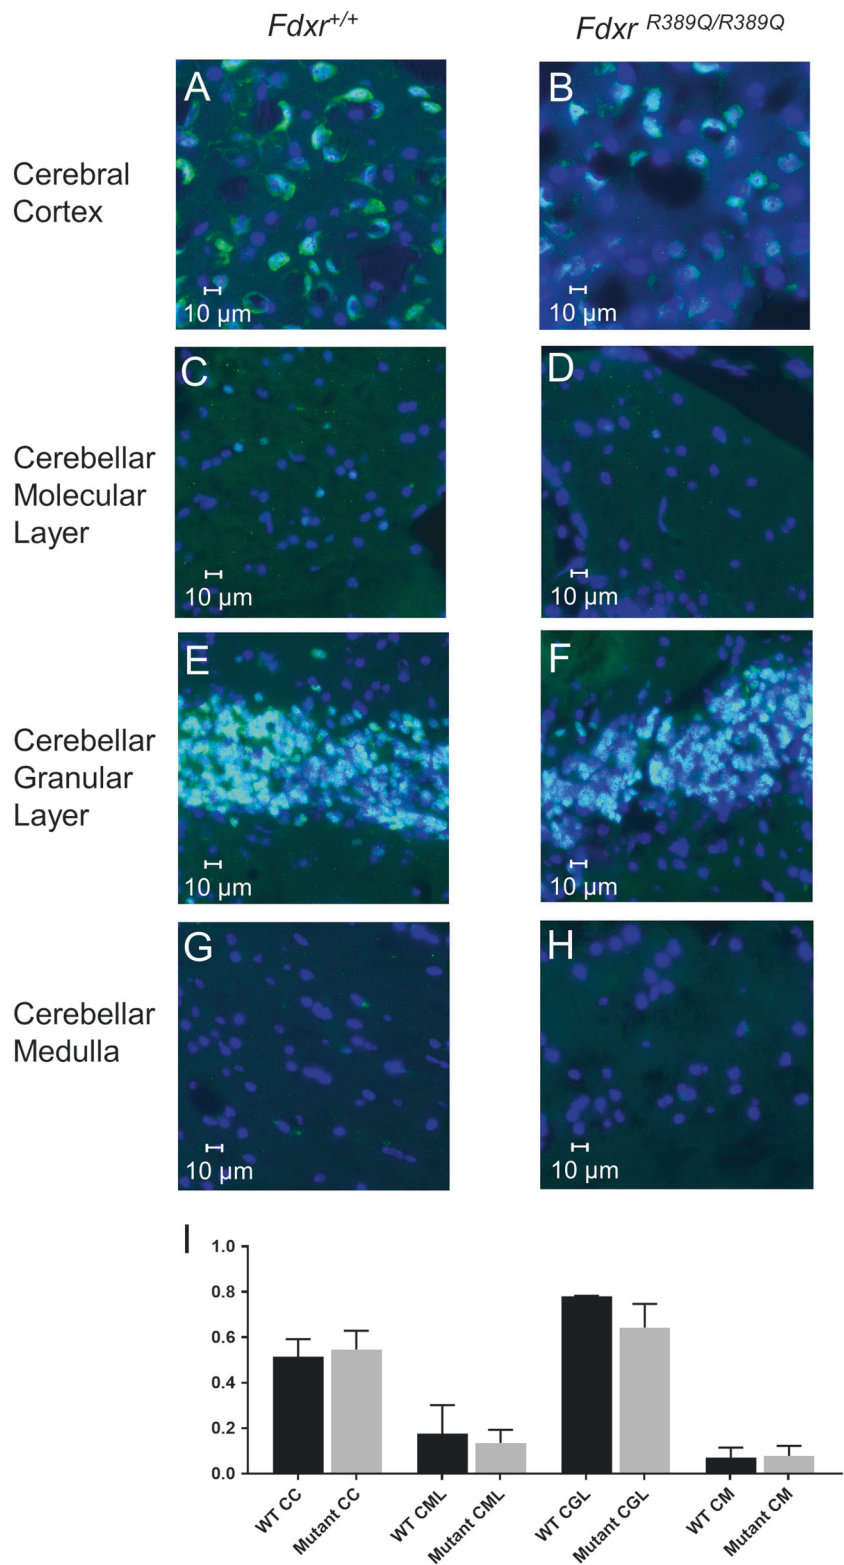 Fdxr+/+
Fdxr R389Q/R389Q
Cerebral
Cortex
A
10 µm
B
10 µm
Cerebellar
Molecular
Layer
C
10 µm
D
10 µm
Cerebellar
Granular
Layer
E
10 µm
F
10 µm
Cerebellar
Medulla
G
10 µm
H
10 µm
I
1.0
0.8
0.6
0.4
0.2
0.0
WT CC
Mutant CC
WT CML
Mutant CML
WT CGL
Mutant CGL
WT CM
Mutant CM